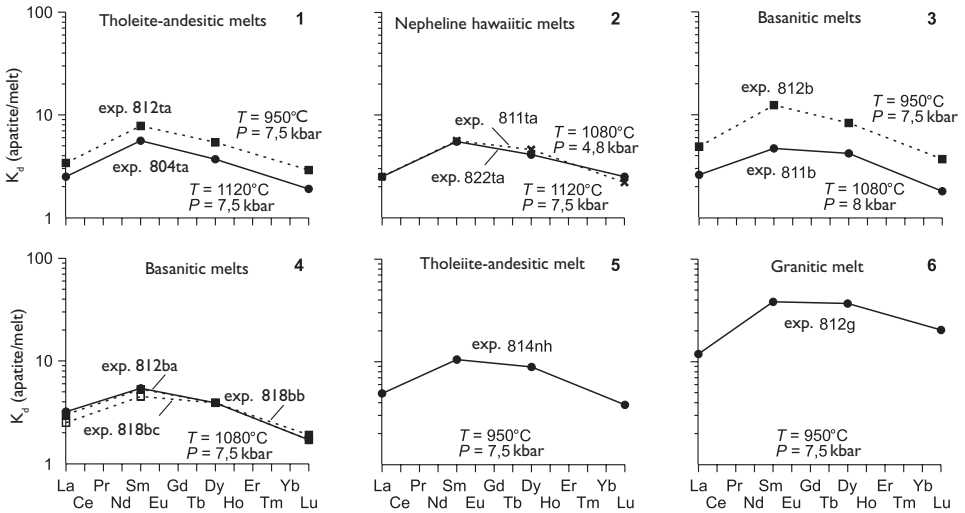 Tholeite-andesitic melts 1
100
10
1
K_d (apatite/melt)
exp. 812ta
T = 950°C
P = 7,5 kbar
exp. 804ta
T = 1120°C
P = 7,5 kbar
Nepheline hawaiitic melts 2
exp. 811ta
T = 1080°C
P = 4,8 kbar
exp. 822ta
T = 1120°C
P = 7,5 kbar
Basanitic melts 3
exp. 812b
T = 950°C
P = 7,5 kbar
exp. 811b
T = 1080°C
P = 8 kbar
Basanitic melts 4
100
10
1
K_d (apatite/melt)
exp. 812ba
exp. 818bb
exp. 818bc
T = 1080°C
P = 7,5 kbar
La Pr Sm Gd Dy Er Yb
Ce Nd Eu Tb Ho Tm Lu
Tholeiite-andesitic melt 5
exp. 814nh
T = 950°C
P = 7,5 kbar
La Pr Sm Gd Dy Er Yb
Ce Nd Eu Tb Ho Tm Lu
Granitic melt 6
exp. 812g
T = 950°C
P = 7,5 kbar
La Pr Sm Gd Dy Er Yb
Ce Nd Eu Tb Ho Tm Lu